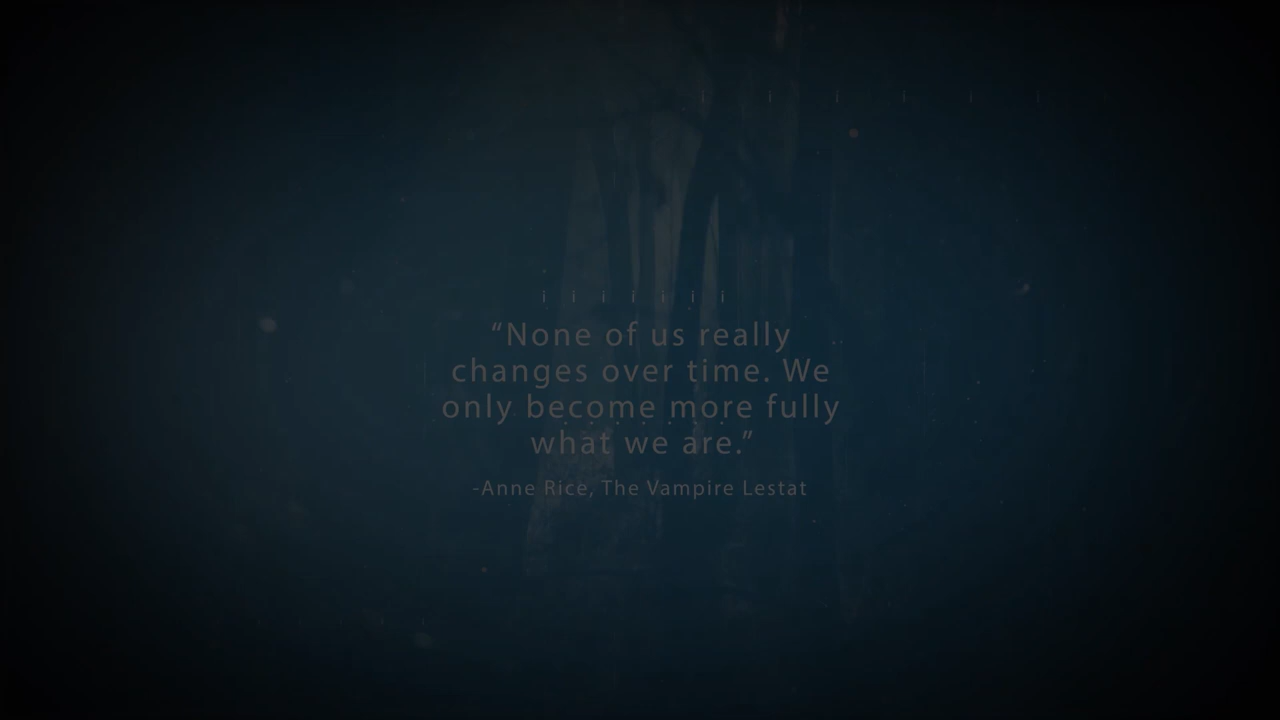 i i i i i i i
i i i i i i i
“None of us really
changes over time. We
only become more fully
what we are.”
-Anne Rice, The Vampire Lestat